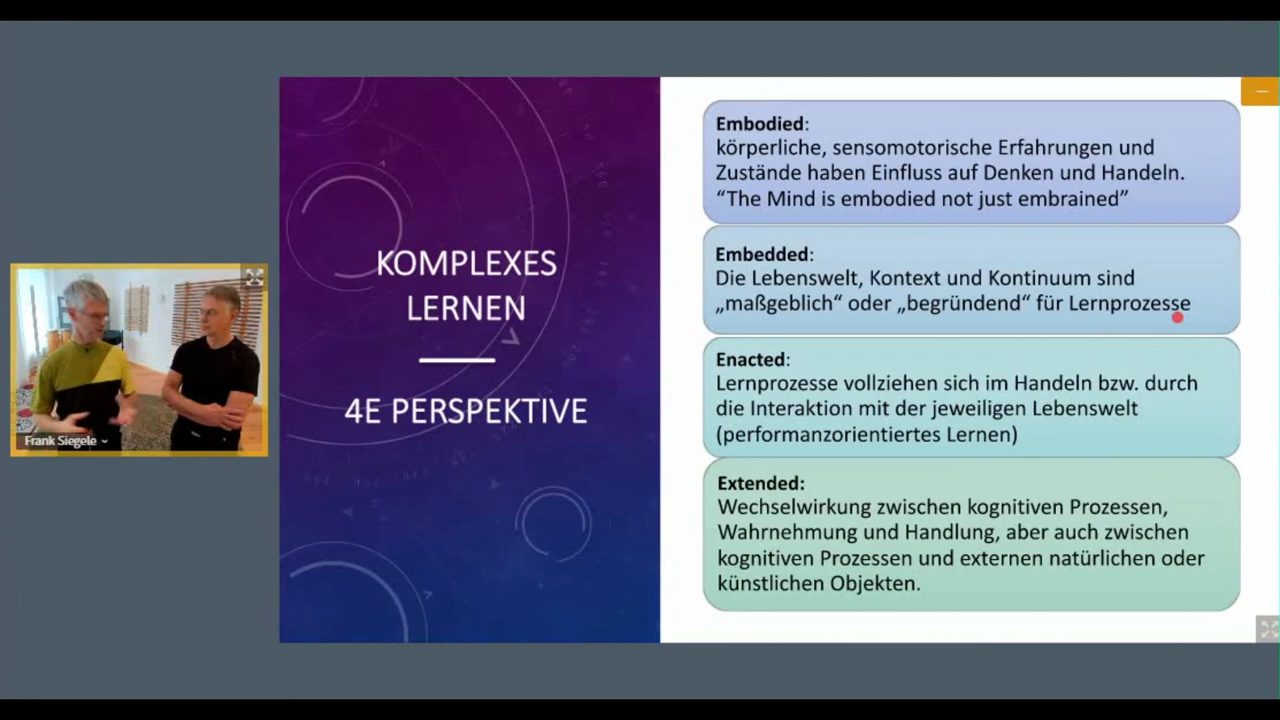 KOMPLEXES
LERNEN
4E PERSPEKTIVE
Embodied:
körperliche, sensomotorische Erfahrungen und
Zustände haben Einfluss auf Denken und Handeln.
“The Mind is embodied not just embrained”
Embedded:
Die Lebenswelt, Kontext und Kontinuum sind
„maßgeblich“ oder „begründend“ für Lernprozesse
Enacted:
Lernprozesse vollziehen sich im Handeln bzw. durch
die Interaktion mit der jeweiligen Lebenswelt
(performanzorientiertes Lernen)
Extended:
Wechselwirkung zwischen kognitiven Prozessen,
Wahrnehmung und Handlung, aber auch zwischen
kognitiven Prozessen und externen natürlichen oder
künstlichen Objekten.
Frank Siegele